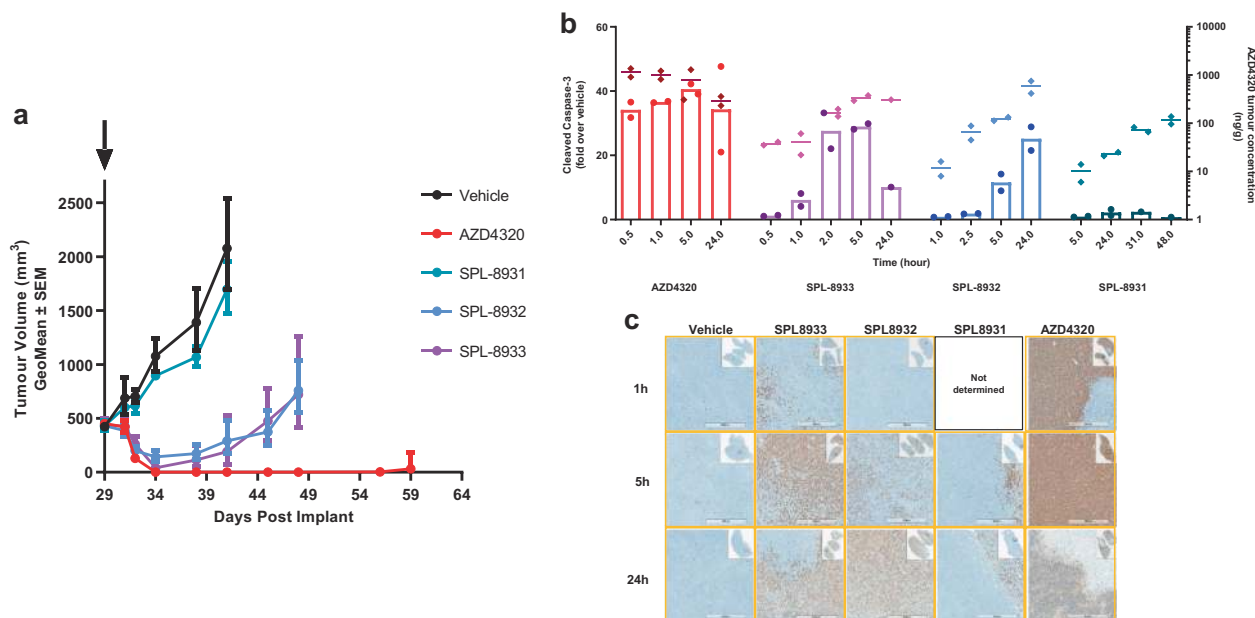 a
Tumour Volume (mm³)
GeoMean ± SEM
2500
2000
1500
1000
500
0
29 34 39 44 49 54 59 64
Days Post Implant
Vehicle
AZD4320
SPL-8931
SPL-8932
SPL-8933
b
Cleaved Caspase-3
(fold over vehicle)
60
40
20
0
AZD4320 tumour concentration
(ng/g)
10000
1000
100
10
1
0.5 1.0 5.0 24.0 0.5 1.0 2.0 5.0 24.0 1.0 2.5 5.0 24.0 5.0 24.0 31.0 48.0
Time (hour)
AZD4320 SPL-8933 SPL-8932 SPL-8931
c
Vehicle SPL8933 SPL8932 SPL8931 AZD4320
1h
Not
determined
5h
24h